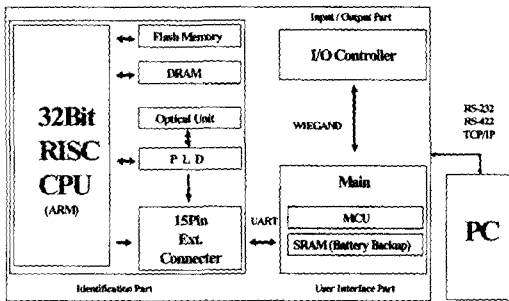 Input / Output Part
Flash Memory
I/O Controller
DRAM
32Bit
RISC
CPU
(ARM)
Optical Unit
P L D
WIEGAND
RS-232
RS-422
TCP/IP
Main
MCU
SRAM (Battery Backup)
15Pin
Ext.
Connecter
UART
PC
Identification Part
User Interface Part